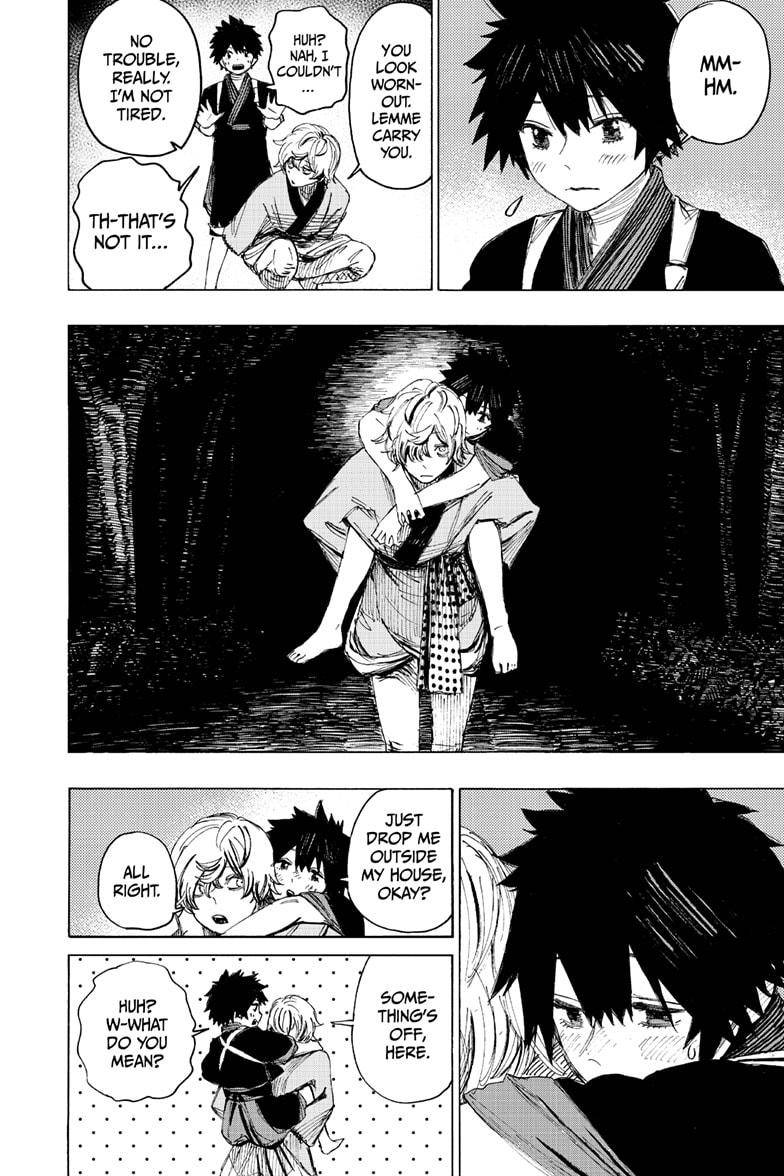 MM-
HM.
YOU
LOOK
WORN-
OUT.
LEMME
CARRY
YOU.
HUH?
NAH, I
COULDN'T
...
NO
TROUBLE,
REALLY.
I'M NOT
TIRED.
TH-THAT'S
NOT IT...
JUST
DROP ME
OUTSIDE
MY HOUSE,
OKAY?
ALL
RIGHT.
SOME-
THING'S
OFF,
HERE.
HUH?
W-WHAT
DO YOU
MEAN?